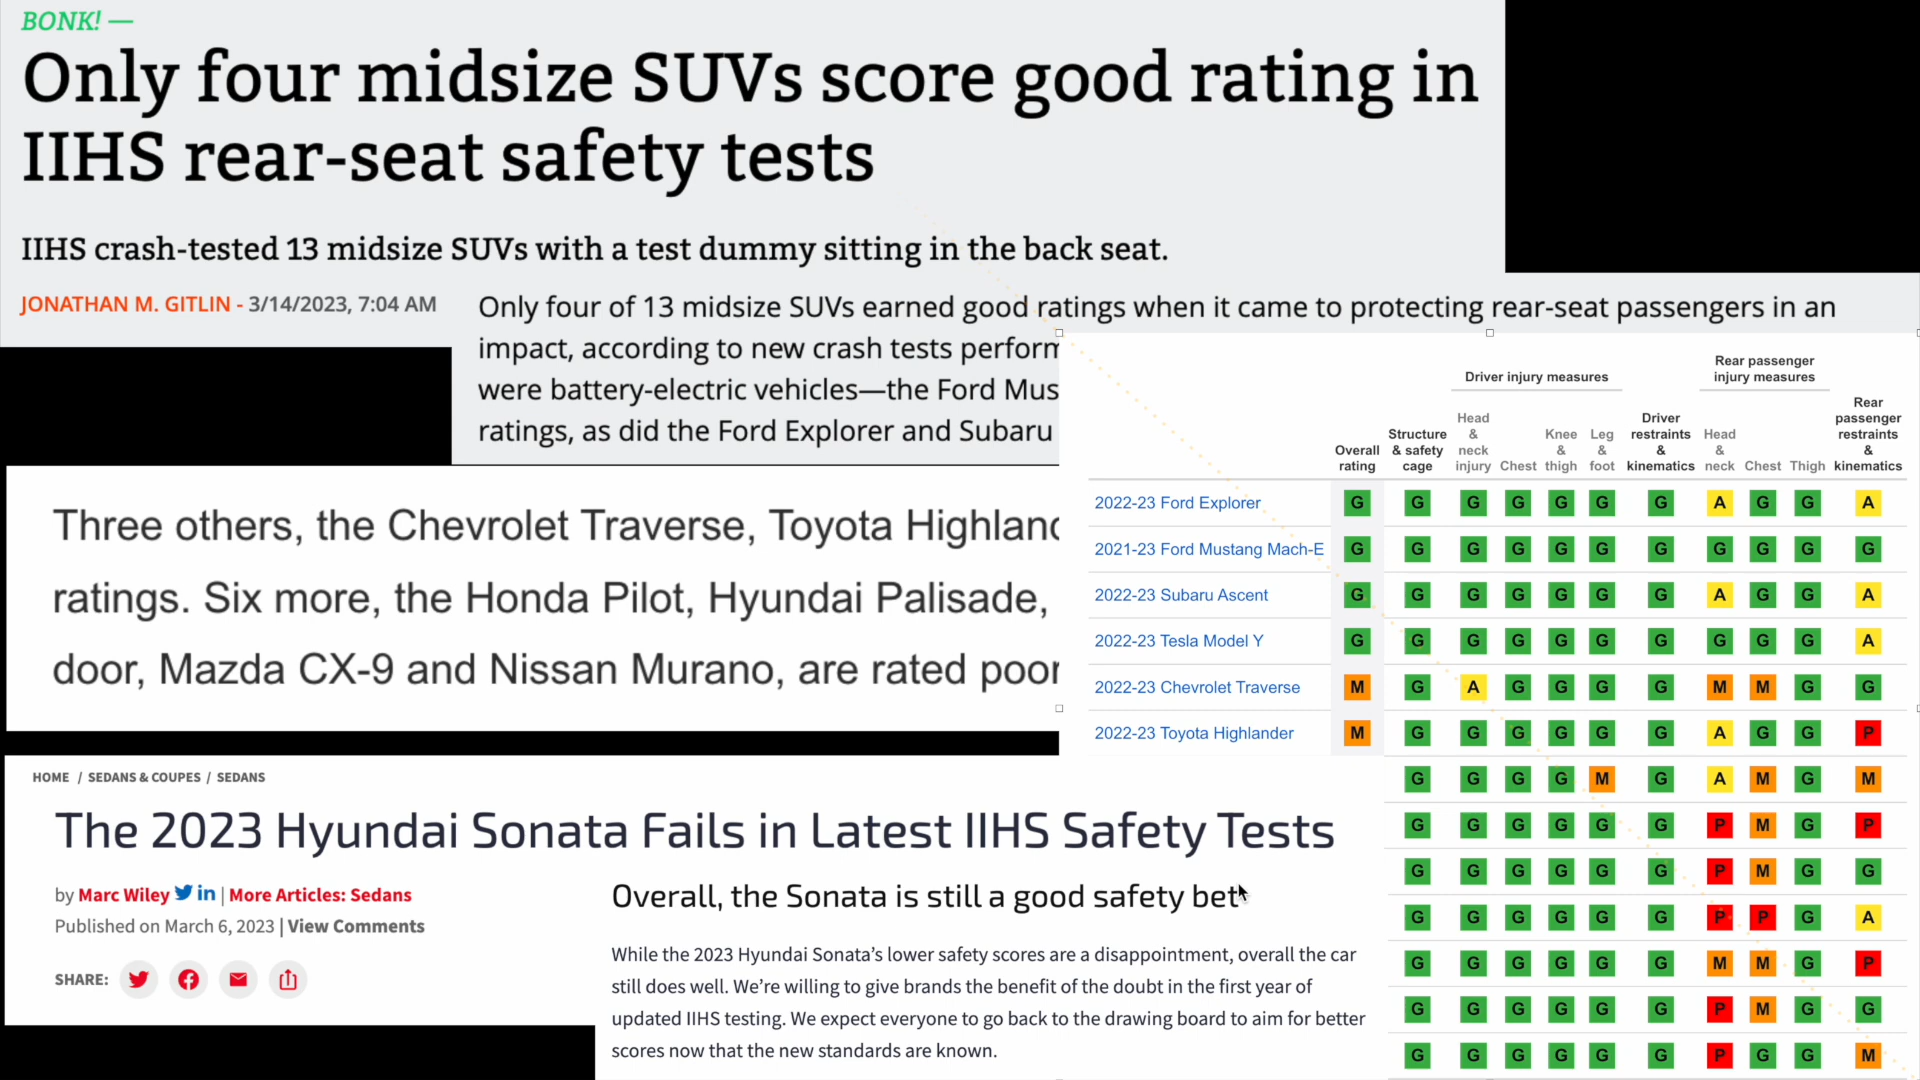 BONK! —
Only four midsize SUVs score good rating in
IIHS rear-seat safety tests
IIHS crash-tested 13 midsize SUVs with a test dummy sitting in the back seat.
JONATHAN M. GITLIN - 3/14/2023, 7:04 AM
Only four of 13 midsize SUVs earned good ratings when it came to protecting rear-seat passengers in an
impact, according to new crash tests perform
were battery-electric vehicles—the Ford Mus
ratings, as did the Ford Explorer and Subaru
Three others, the Chevrolet Traverse, Toyota Highland
ratings. Six more, the Honda Pilot, Hyundai Palisade,
door, Mazda CX-9 and Nissan Murano, are rated poor
Driver injury measures
Rear passenger
injury measures
Overall
rating
Structure
& safety
cage
Head
&
neck
injury
Chest
Knee
&
thigh
Leg
&
foot
Driver
restraints
&
kinematics
Head
&
neck
Chest
Thigh
Rear
passenger
restraints
&
kinematics
2022-23 Ford Explorer G G G G G G G A G G A
2021-23 Ford Mustang Mach-E G G G G G G G G G G G
2022-23 Subaru Ascent G G G G G G G A G G A
2022-23 Tesla Model Y G G G G G G G G G G A
2022-23 Chevrolet Traverse M G A G G G G M M G G
2022-23 Toyota Highlander M G G G G G G A G G P
G G G G M G A M G M
G G G G G G P M G P
G G G G G G P M G G
G G G G G G P P G A
G G G G G G M M G P
G G G G G G P M G G
G G G G G G P G G M
HOME / SEDANS & COUPES / SEDANS
The 2023 Hyundai Sonata Fails in Latest IIHS Safety Tests
by Marc Wiley in | More Articles: Sedans
Published on March 6, 2023 | View Comments
SHARE:
Overall, the Sonata is still a good safety bet
While the 2023 Hyundai Sonata's lower safety scores are a disappointment, overall the car
still does well. We're willing to give brands the benefit of the doubt in the first year of
updated IIHS testing. We expect everyone to go back to the drawing board to aim for better
scores now that the new standards are known.